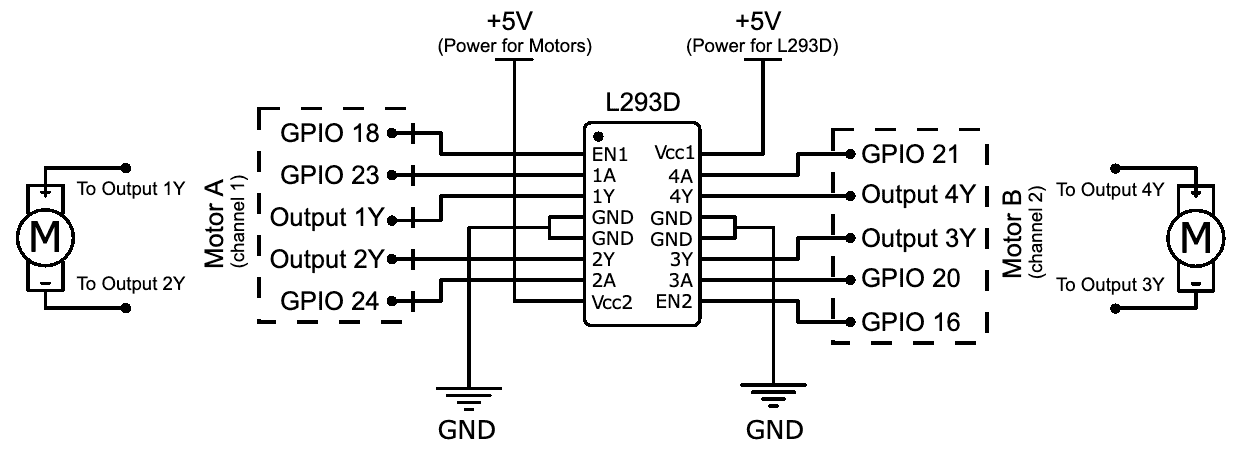 +5V
(Power for Motors)
+5V
(Power for L293D)
L293D
GPIO 18
GPIO 23
Output 1Y
Output 2Y
GPIO 24
Motor A
(channel 1)
To Output 1Y
+
M
-
To Output 2Y
EN1
1A
1Y
GND
GND
2Y
2A
Vcc2
Vcc1
4A
4Y
GND
GND
3Y
3A
EN2
GPIO 21
Output 4Y
Output 3Y
GPIO 20
GPIO 16
Motor B
(channel 2)
To Output 4Y
+
M
-
To Output 3Y
GND
GND